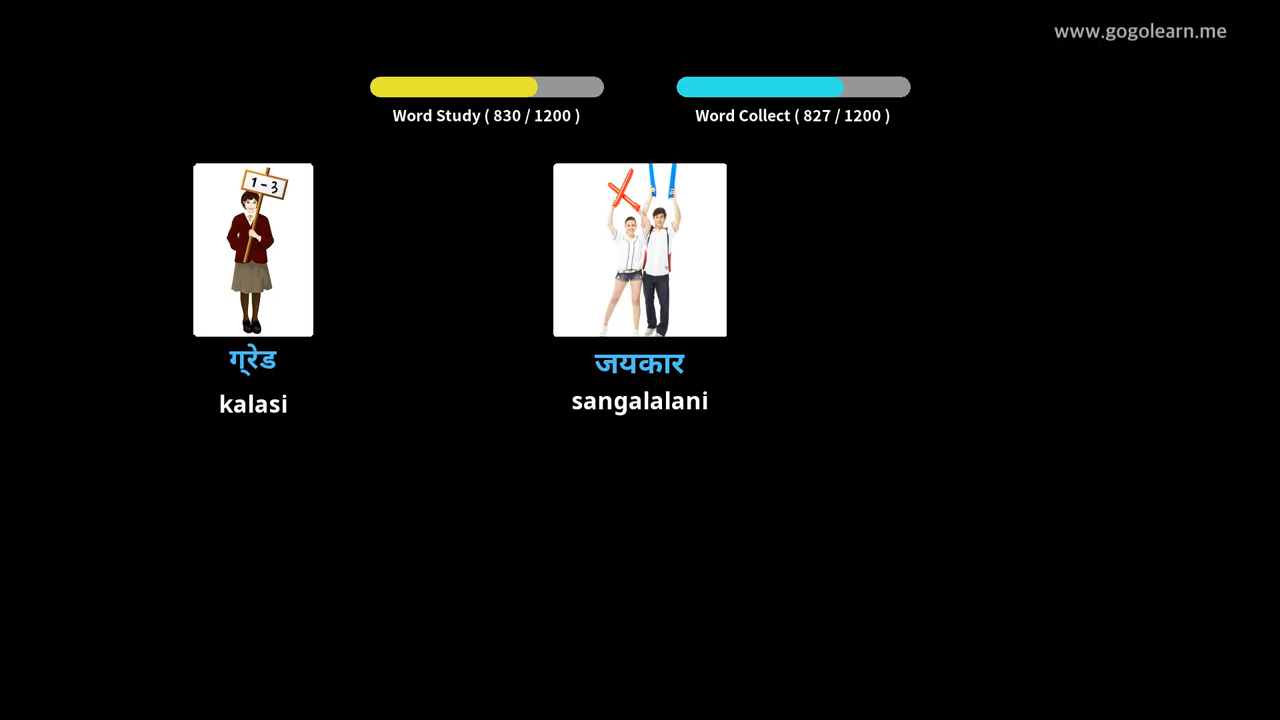 www.gogolearn.me
Word Study ( 830 / 1200 )
Word Collect ( 827 / 1200 )
1 - 3
ग्रेड
जयकार
kalasi
sangalalani